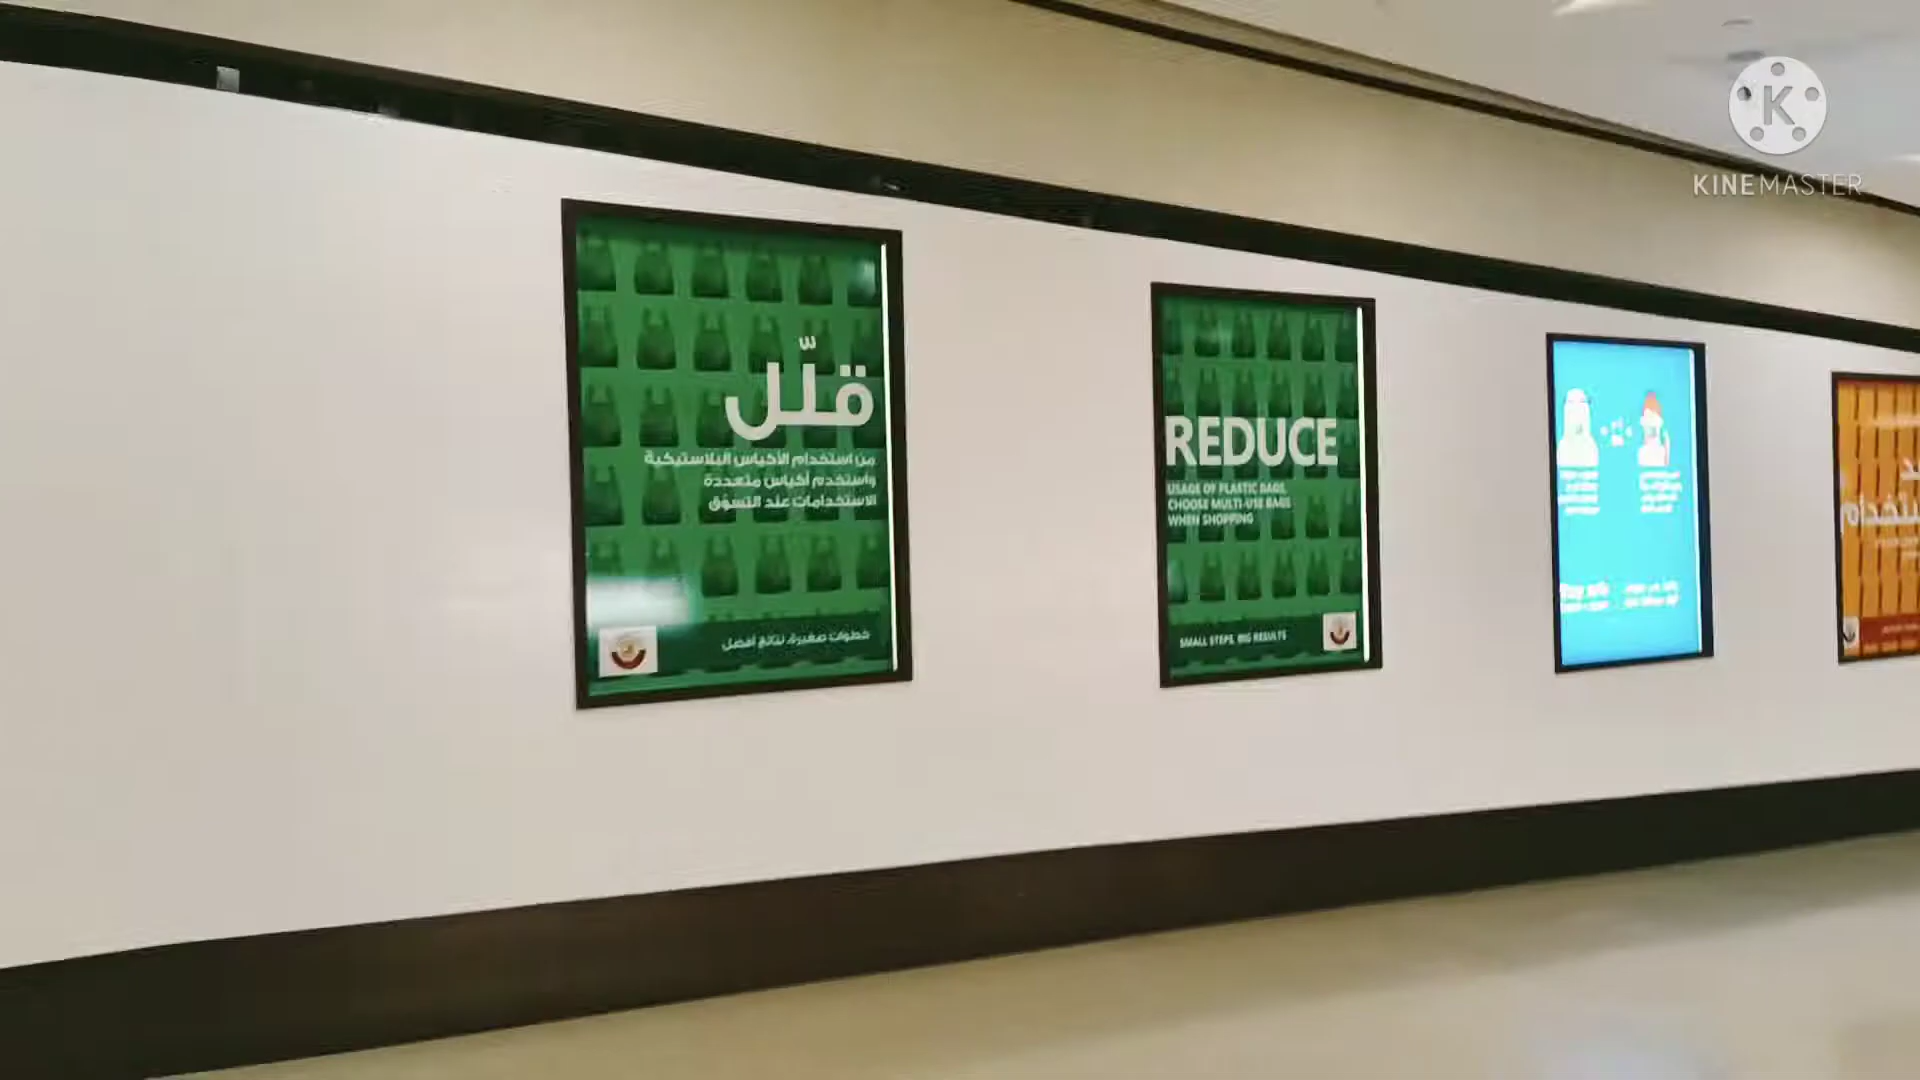 قلّل
من استخدام الأكياس البلاستيكية
واستخدم أكياس متعددة
الاستخدامات عند التسوّق
خطوات صغيرة، نتائج أفضل
REDUCE
USAGE OF PLASTIC BAGS,
CHOOSE MULTI-USE BAGS
WHEN SHOPPING
SMALL STEPS, BIG RESULTS
KINEMASTER